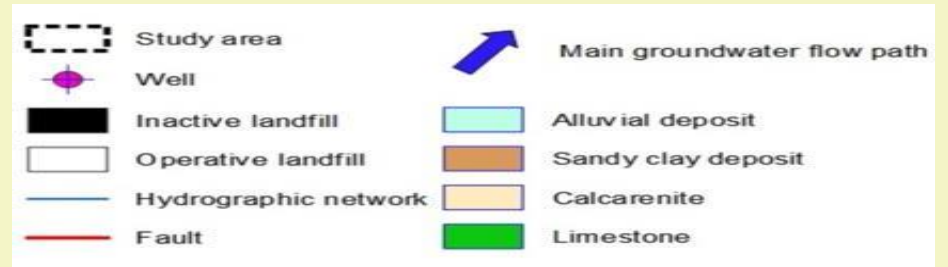 Study area
Well
Inactive landfill
Operative landfill
Hydrographic network
Fault
Main groundwater flow path
Alluvial deposit
Sandy clay deposit
Calcarenite
Limestone